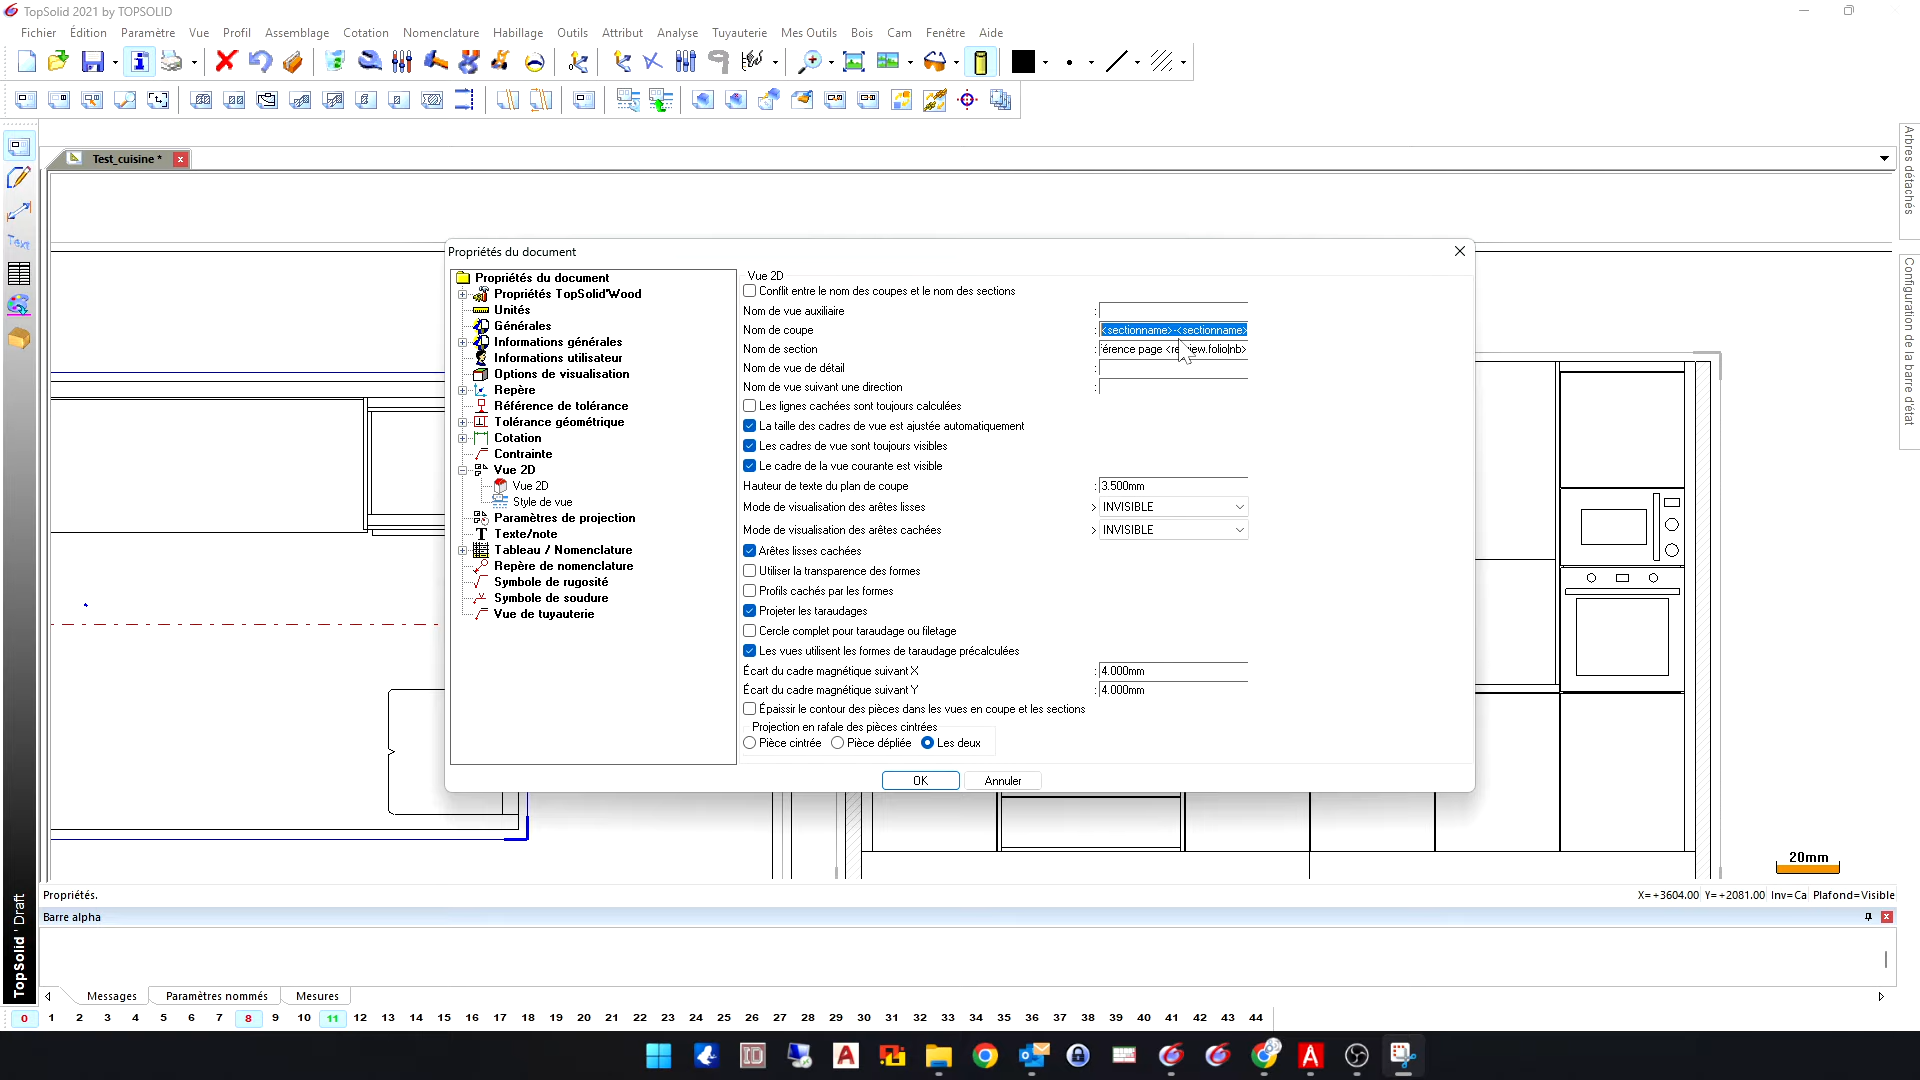 TopSolid 2021 by TOPSOLID
Fichier Édition Paramètre Vue Profil Assemblage Cotation Nomenclature Habillage Outils Attribut Analyse Tuyauterie Mes Outils Bois Cam Fenêtre Aide
Test_cuisine *
Arbres détachés
Configuration de la barre d'état
Text
Propriétés du document
Propriétés du document
Propriétés TopSolid'Wood
Unités
Générales
Informations générales
Informations utilisateur
Options de visualisation
Repère
Référence de tolérance
Tolérance géométrique
Cotation
Contrainte
Vue 2D
Vue 2D
Style de vue
Paramètres de projection
Texte/note
Tableau / Nomenclature
Repère de nomenclature
Symbole de rugosité
Symbole de soudure
Vue de tuyauterie
Vue 2D
Conflit entre le nom des coupes et le nom des sections
Nom de vue auxiliaire :
Nom de coupe : <sectionname>-<sectionname>
Nom de section : férence page view.folio|nb>
Nom de vue de détail :
Nom de vue suivant une direction :
Les lignes cachées sont toujours calculées
La taille des cadres de vue est ajustée automatiquement
Les cadres de vue sont toujours visibles
Le cadre de la vue courante est visible
Hauteur de texte du plan de coupe : 3.500mm
Mode de visualisation des arêtes lisses > INVISIBLE
Mode de visualisation des arêtes cachées > INVISIBLE
Arêtes lisses cachées
Utiliser la transparence des formes
Profils cachés par les formes
Projeter les taraudages
Cercle complet pour taraudage ou filetage
Les vues utilisent les formes de taraudage précalculées
Écart du cadre magnétique suivant X : 4.000mm
Écart du cadre magnétique suivant Y : 4.000mm
Épaissir le contour des pièces dans les vues en coupe et les sections
Projection en rafale des pièces cintrées
Pièce cintrée Pièce dépliée Les deux
OK Annuler
20mm
TopSolid'Draft
Propriétés. X=+3604.00 Y=+2081.00 Inv=Ca Plafond=Visible
Barre alpha
Messages Paramètres nommés Mesures
0 1 2 3 4 5 6 7 8 9 10 11 12 13 14 15 16 17 18 19 20 21 22 23 24 25 26 27 28 29 30 31 32 33 34 35 36 37 38 39 40 41 42 43 44